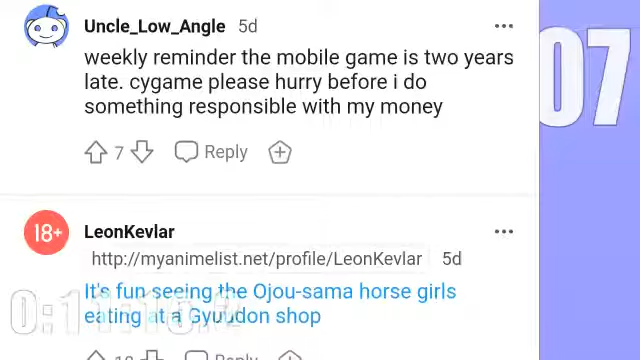 Uncle_Low_Angle 5d
weekly reminder the mobile game is two years
late. cygame please hurry before i do
something responsible with my money
7 Reply
07
18+ LeonKevlar
http://myanimelist.net/profile/LeonKevlar 5d
It's fun seeing the Ojou-sama horse girls
eating at a Gyuudon shop
Reply